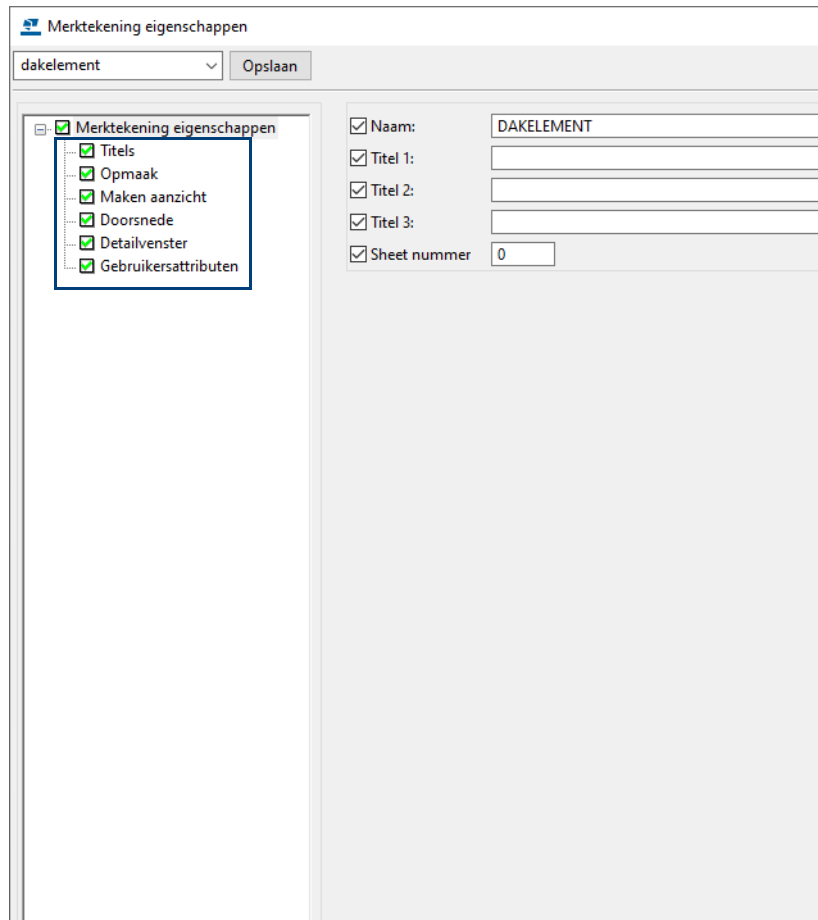 Merktekening eigenschappen
dakelement Opslaan
Merktekening eigenschappen
Titels
Opmaak
Maken aanzicht
Doorsnede
Detailvenster
Gebruikersattributen
Naam: DAKELEMENT
Titel 1:
Titel 2:
Titel 3:
Sheet nummer 0